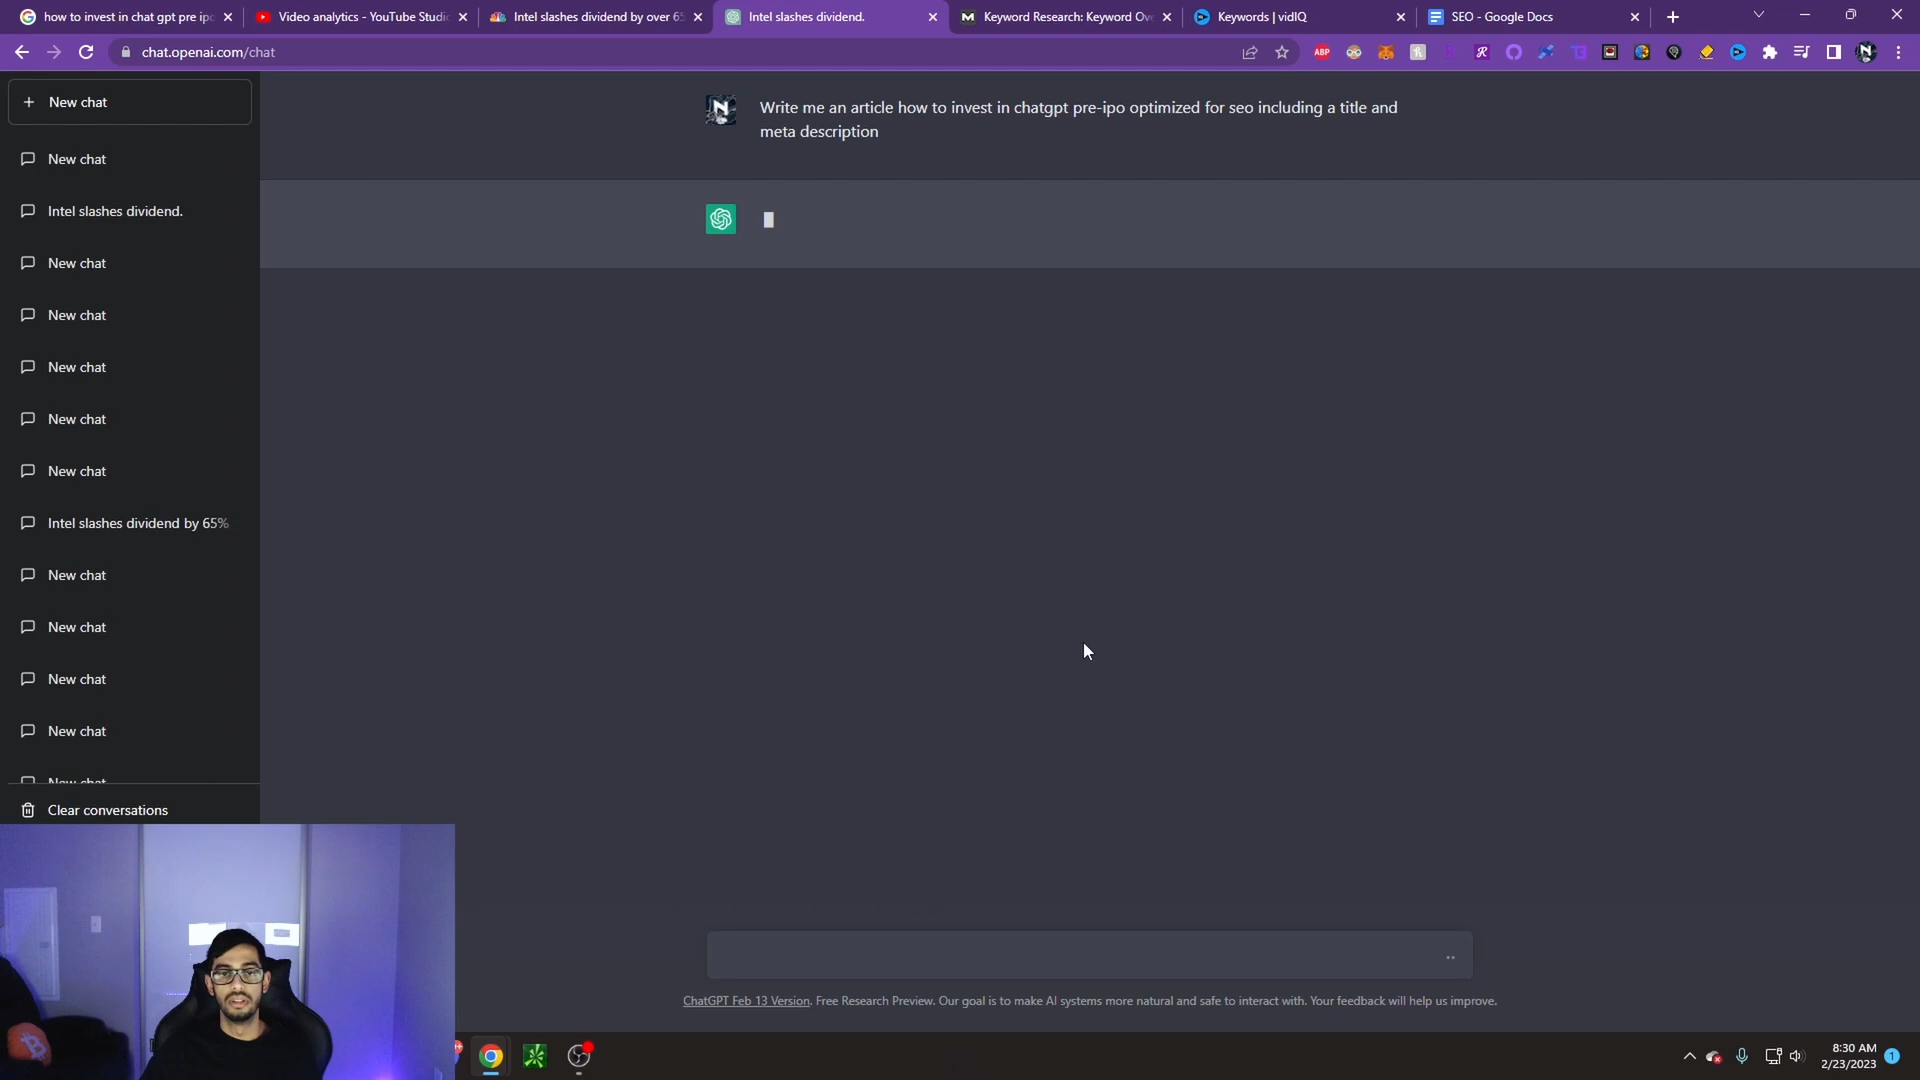 how to invest in chat gpt pre ip
Video analytics - YouTube Studi
Intel slashes dividend by over 6
Intel slashes dividend.
Keyword Research: Keyword Ov
Keywords | vidIQ
SEO - Google Docs
chat.openai.com/chat
New chat
Write me an article how to invest in chatgpt pre-ipo optimized for seo including a title and
meta description
New chat
Intel slashes dividend.
New chat
New chat
New chat
New chat
New chat
Intel slashes dividend by 65%
New chat
New chat
New chat
New chat
New chat
Clear conversations
ChatGPT Feb 13 Version. Free Research Preview. Our goal is to make AI systems more natural and safe to interact with. Your feedback will help us improve.
8:30 AM
2/23/2023
1
ABP